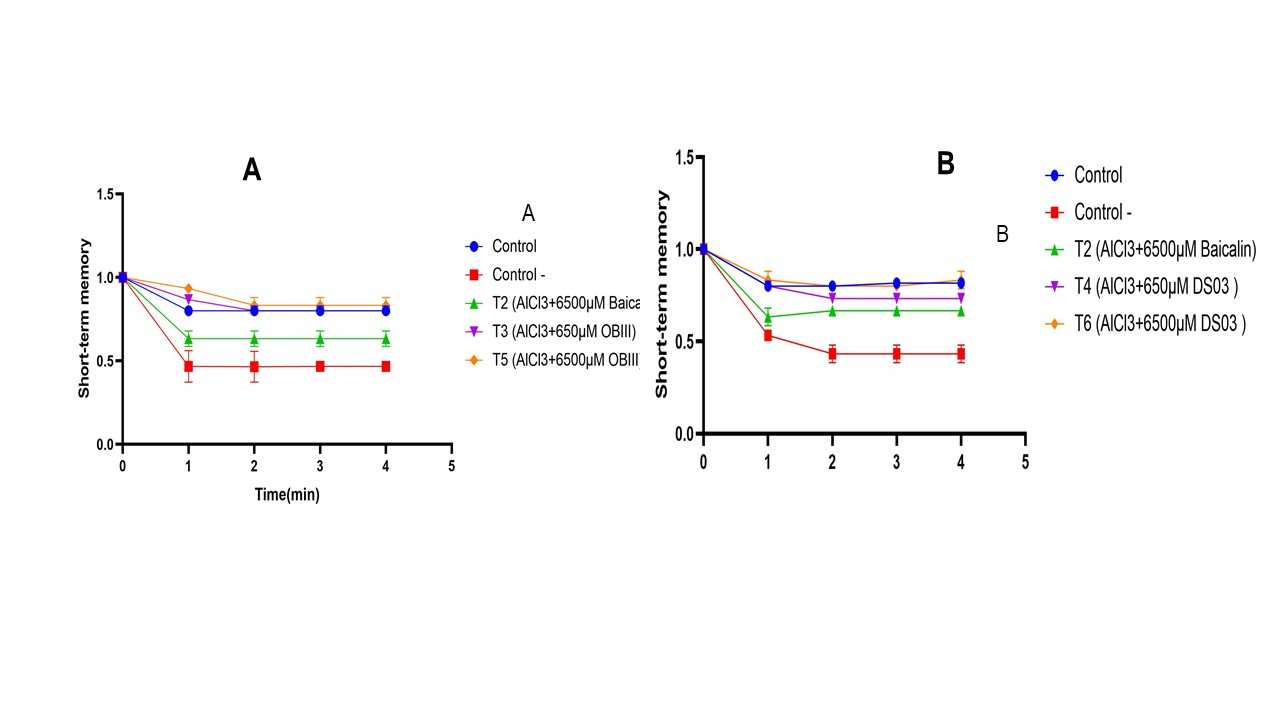 A
1.5
1.0
0.5
0.0
0 1 2 3 4 5
Short-term memory
Time(min)
A
Control
Control -
T2 (AlCl3+6500µM Baica
T3 (AlCl3+650µM OBIII)
T5 (AlCl3+6500µM OBIII
B
1.5
1.0
0.5
0.0
0 1 2 3 4 5
Short-term memory
B
Control
Control -
T2 (AlCl3+6500µM Baicalin)
T4 (AlCl3+650µM DS03 )
T6 (AlCl3+6500µM DS03 )